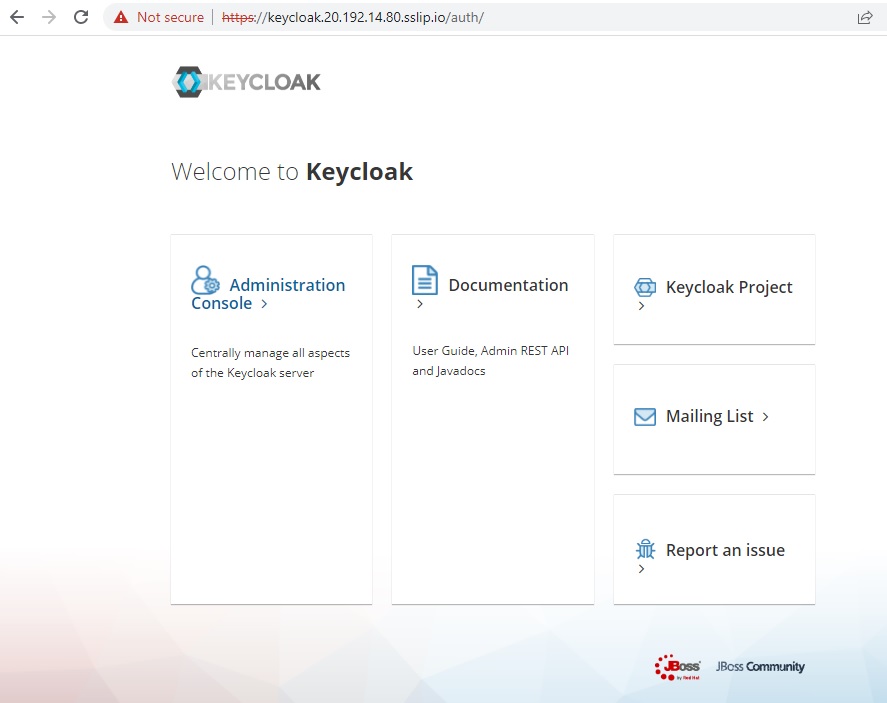 Not secure
https://keycloak.20.192.14.80.sslip.io/auth/
KEYCLOAK
Welcome to Keycloak
Administration
Console >
Centrally manage all aspects
of the Keycloak server
Documentation
>
User Guide, Admin REST API
and Javadocs
Keycloak Project
>
Mailing List >
Report an issue
>
JBoss
by Red Hat
JBoss Community